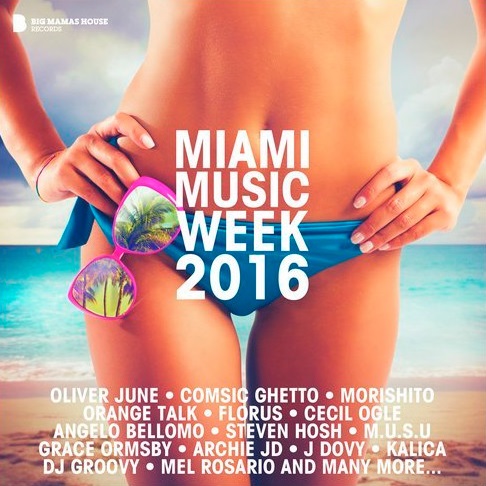 BIG MAMAS HOUSE
RECORDS
MIAMI
MUSIC
WEEK
2016
OLIVER JUNE • COMSIC GHETTO • MORISHITO
ORANGE TALK • FLORUS • CECIL OGLE
ANGELO BELLOMO • STEVEN HOSH • M.U.S.U
GRACE ORMSBY • ARCHIE JD • J DOVY • KALICA
DJ GROOVY • MEL ROSARIO AND MANY MORE...